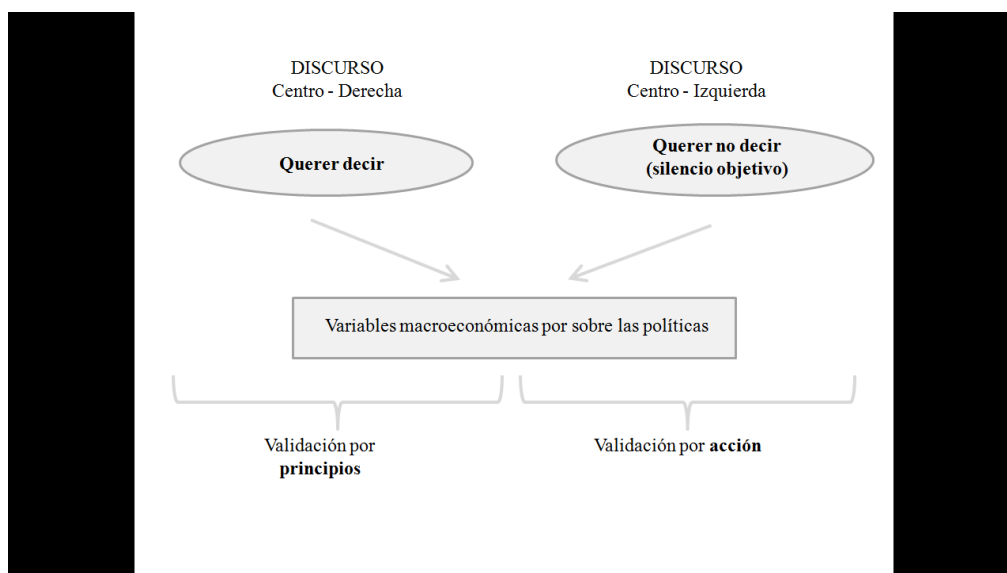 DISCURSO
Centro - Derecha
DISCURSO
Centro - Izquierda
Querer decir
Querer no decir
(silencio objetivo)
Variables macroeconómicas por sobre las políticas
Validación por
principios
Validación por acción